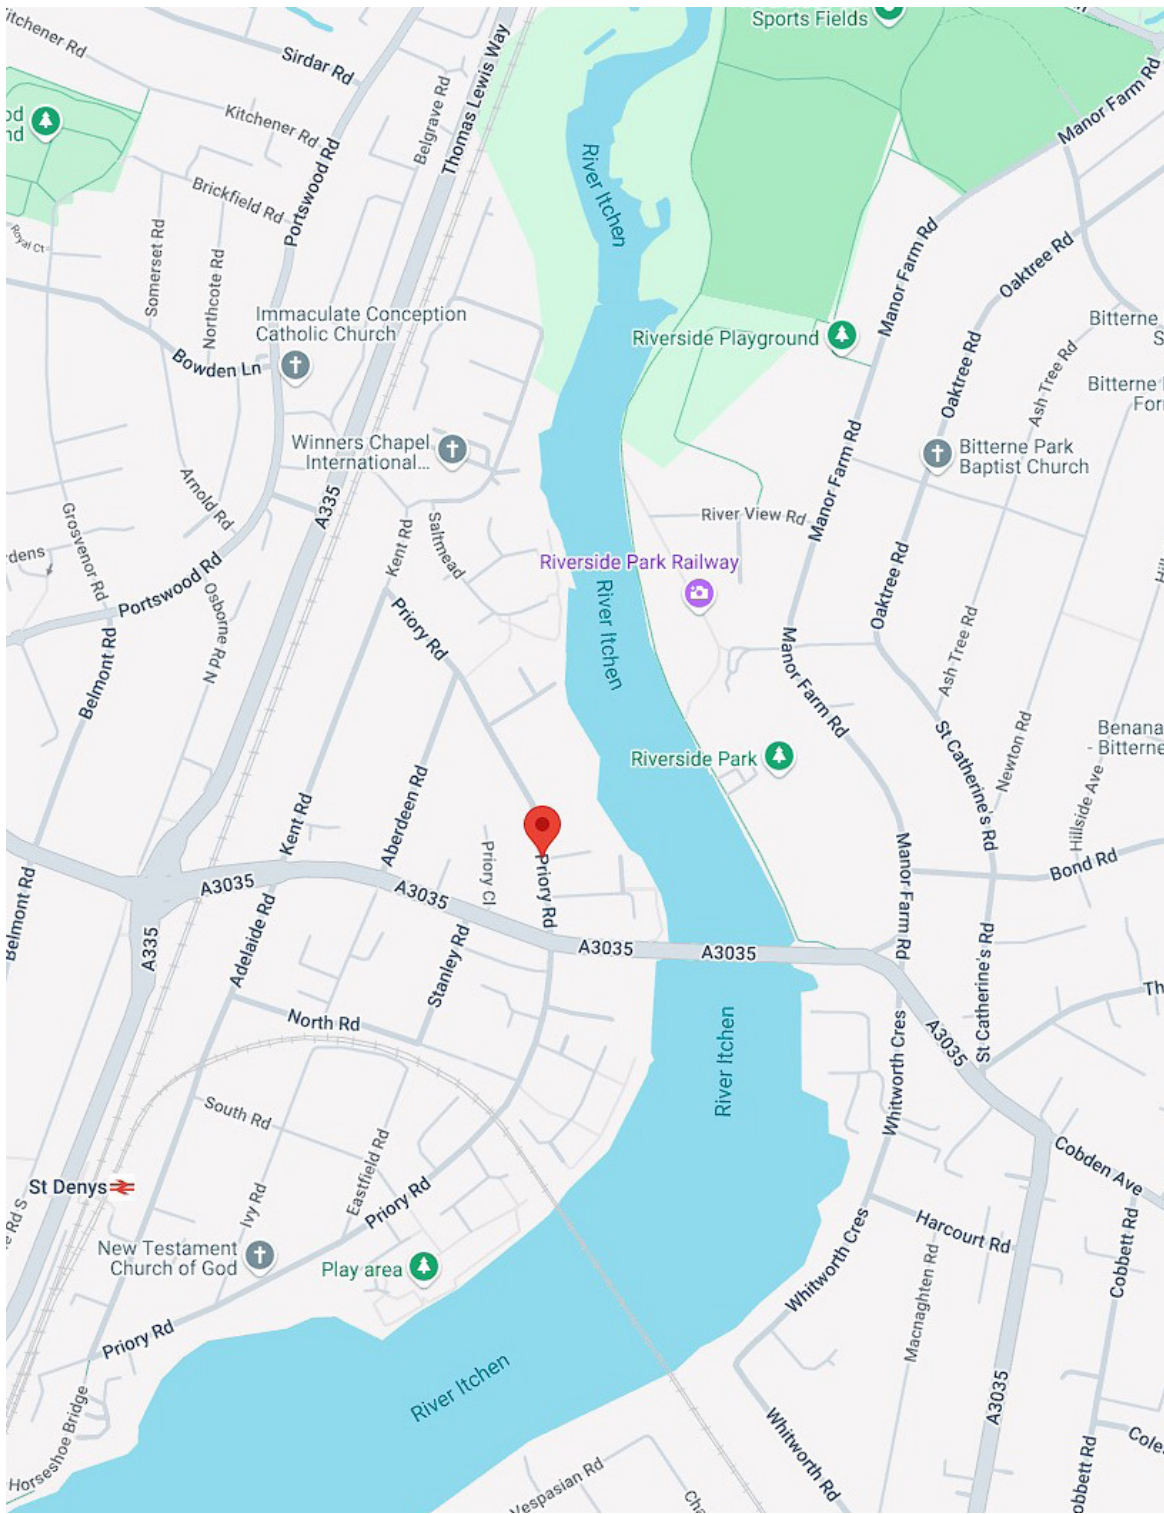 Sports Fields
Kitchener Rd
Sirdar Rd
Thomas Lewis Way
Belgrave Rd
Kitchener Rd
Portswood Rd
Brickfield Rd
Royal Ct
Somerset Rd
Northcote Rd
Manor Farm Rd
River Itchen
Manor Farm Rd
Oaktree Rd
Immaculate Conception
Catholic Church
Bowden Ln
Riverside Playground
Bitterne
Ash-Tree Rd
Oaktree Rd
Bitterne
Winners Chapel
International...
Bitterne Park
Baptist Church
Manor Farm Rd
Arnold Rd
A335
Grosvenor Rd
Kent Rd
Saltmead
River View Rd
Riverside Park Railway
Portswood Rd
Osborne Rd N
Priory Rd
River Itchen
Oaktree Rd
Belmont Rd
Manor Farm Rd
Ash Tree Rd
St Catherine's Rd
Newton Rd
Benana
- Bitterne
Riverside Park
Hillside Ave
Kent Rd
Aberdeen Rd
Priory Cl
Priory Rd
Manor Farm Rd
Bond Rd
Belmont Rd
A3035
A3035
A335
Adelaide Rd
Stanley Rd
A3035
A3035
St Catherine's Rd
North Rd
River Itchen
Whitworth Cres
A3035
South Rd
Eastfield Rd
Cobden Ave
St Denys
Ivy Rd
Priory Rd
Harcourt Rd
Cobbett Rd
New Testament
Church of God
Play area
Whitworth Cres
Macnaghten Rd
Priory Rd
River Itchen
A3035
Horseshoe Bridge
Whitworth Rd
Vespasian Rd
Cobbett Rd